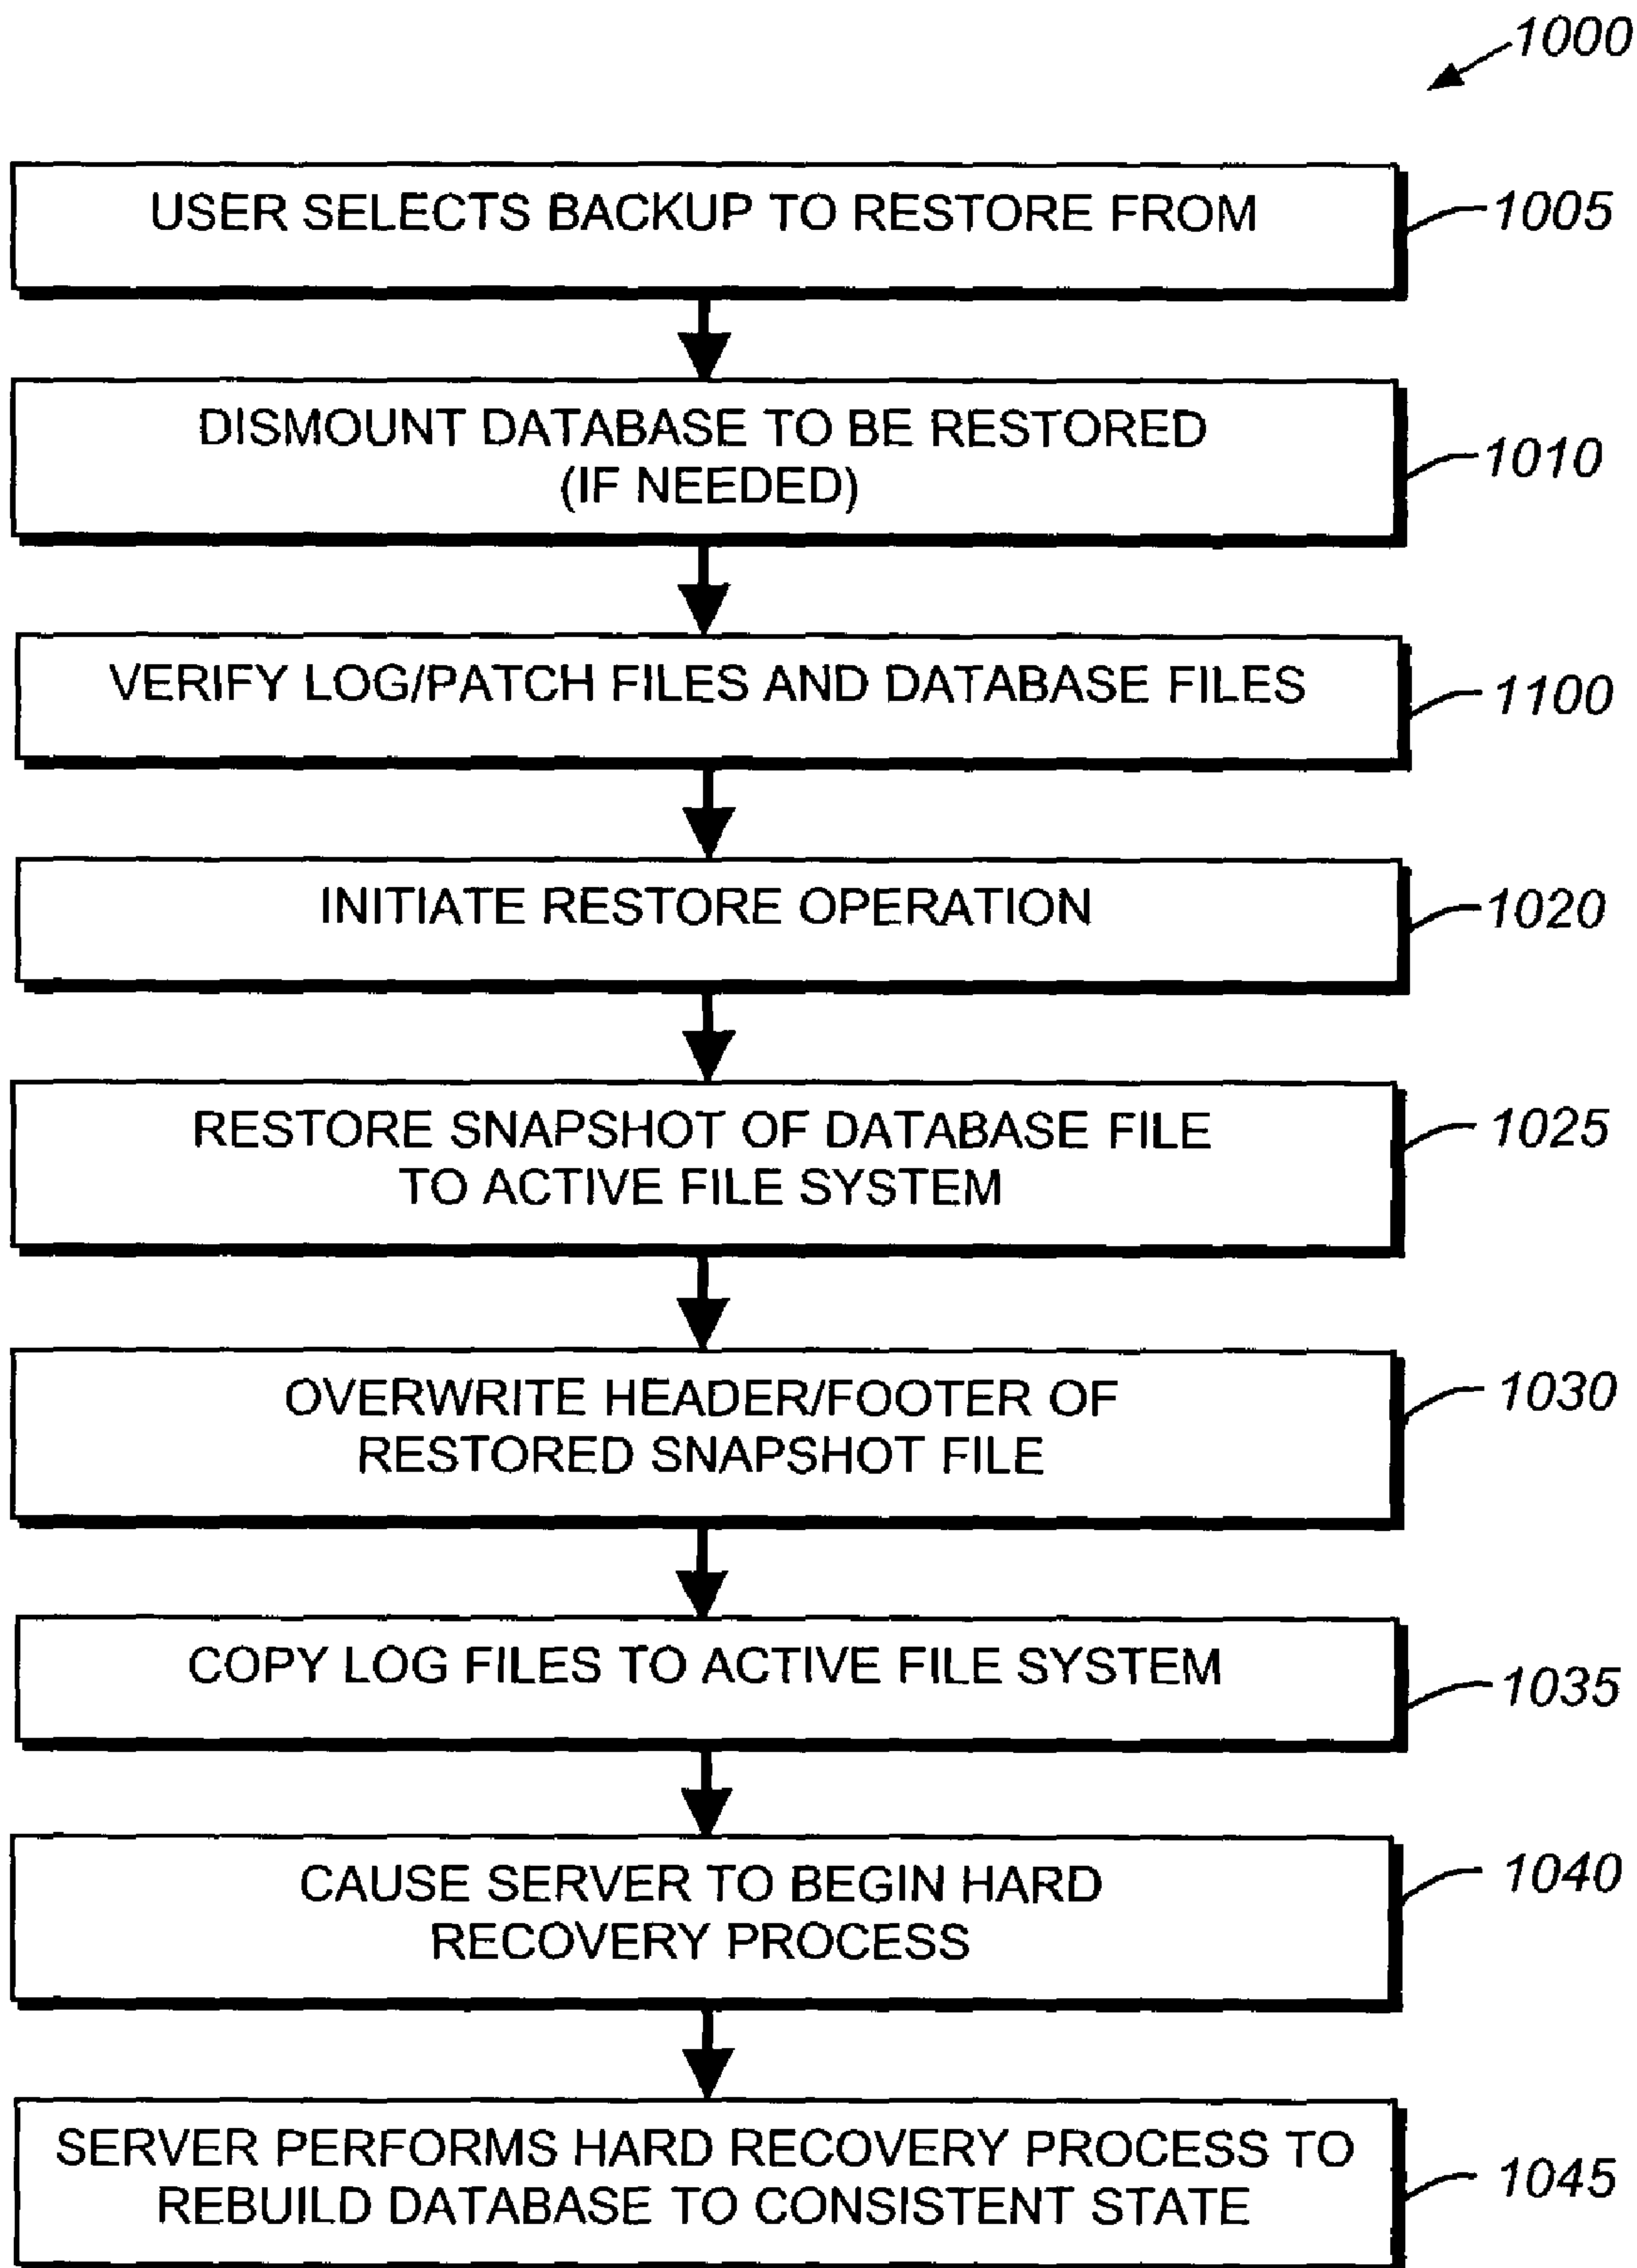 1000
USER SELECTS BACKUP TO RESTORE FROM
1005
DISMOUNT DATABASE TO BE RESTORED
(IF NEEDED)
1010
VERIFY LOG/PATCH FILES AND DATABASE FILES
1100
INITIATE RESTORE OPERATION
1020
RESTORE SNAPSHOT OF DATABASE FILE
TO ACTIVE FILE SYSTEM
1025
OVERWRITE HEADER/FOOTER OF
RESTORED SNAPSHOT FILE
1030
COPY LOG FILES TO ACTIVE FILE SYSTEM
1035
CAUSE SERVER TO BEGIN HARD
RECOVERY PROCESS
1040
SERVER PERFORMS HARD RECOVERY PROCESS TO
REBUILD DATABASE TO CONSISTENT STATE
1045